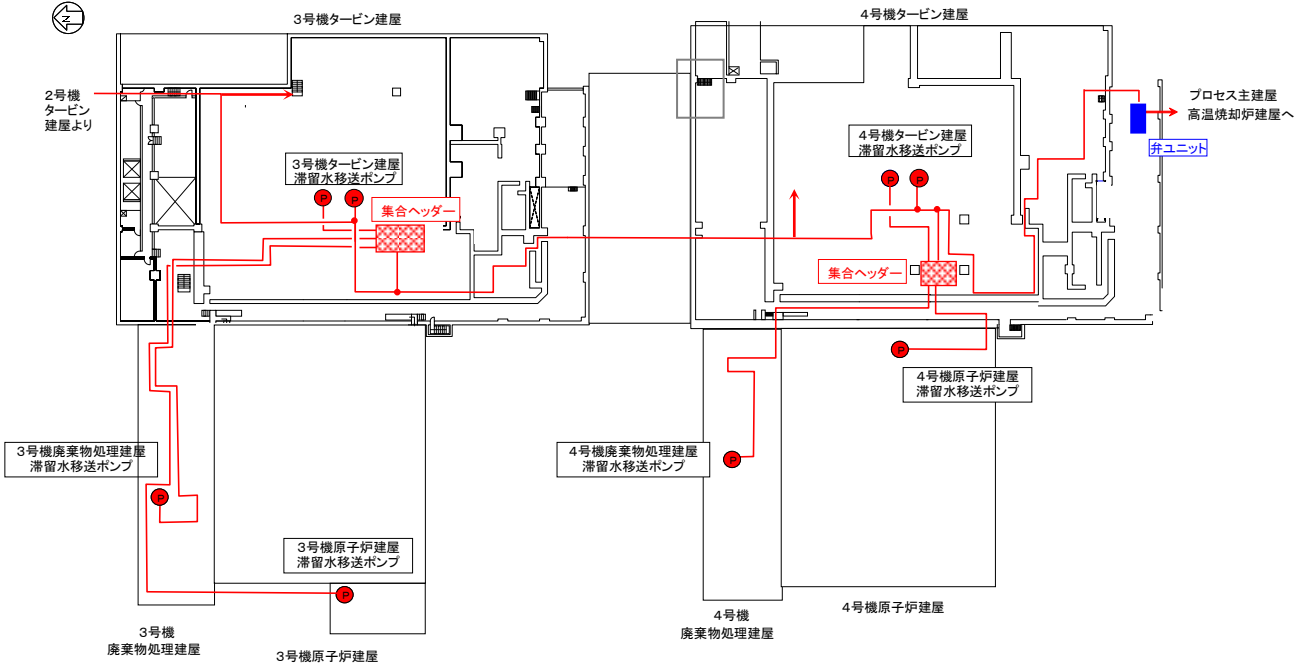 N
3号機タービン建屋
4号機タービン建屋
2号機
タービン
建屋より
プロセス主建屋
高温焼却炉建屋へ
弁ユニット
3号機タービン建屋
滞留水移送ポンプ
4号機タービン建屋
滞留水移送ポンプ
P
P
P
P
集合ヘッダー
集合ヘッダー
P
4号機原子炉建屋
滞留水移送ポンプ
3号機廃棄物処理建屋
滞留水移送ポンプ
4号機廃棄物処理建屋
滞留水移送ポンプ
P
P
3号機原子炉建屋
滞留水移送ポンプ
P
3号機
廃棄物処理建屋
3号機原子炉建屋
4号機
廃棄物処理建屋
4号機原子炉建屋